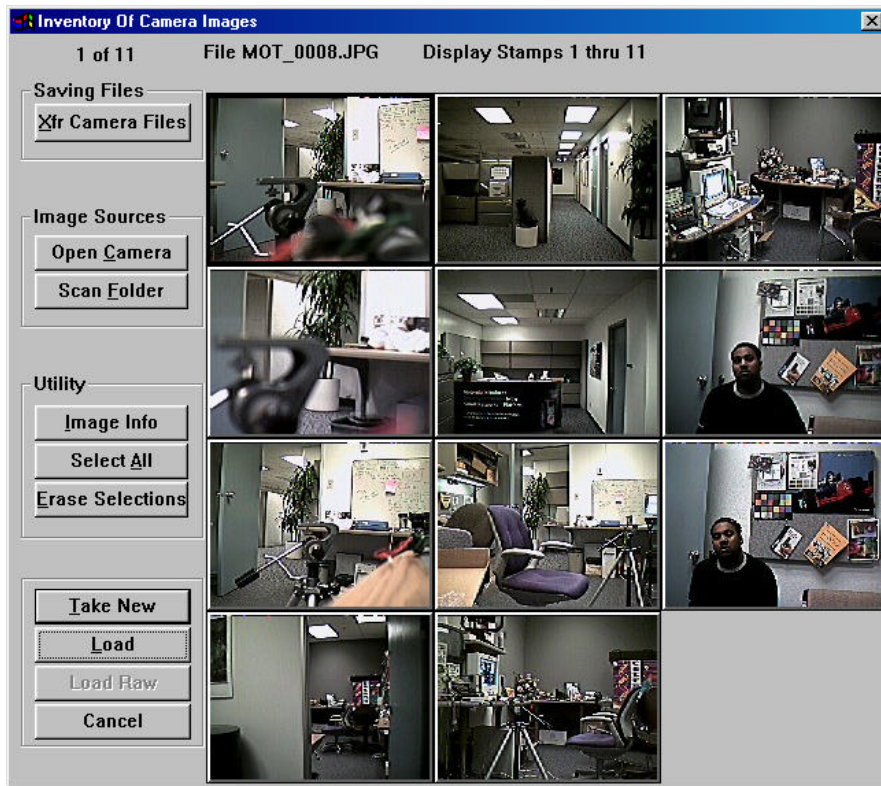 Inventory Of Camera Images
1 of 11 File MOT_0008.JPG Display Stamps 1 thru 11
Saving Files
Xfr Camera Files
Image Sources
Open Camera
Scan Folder
Utility
Image Info
Select All
Erase Selections
Take New
Load
Load Raw
Cancel